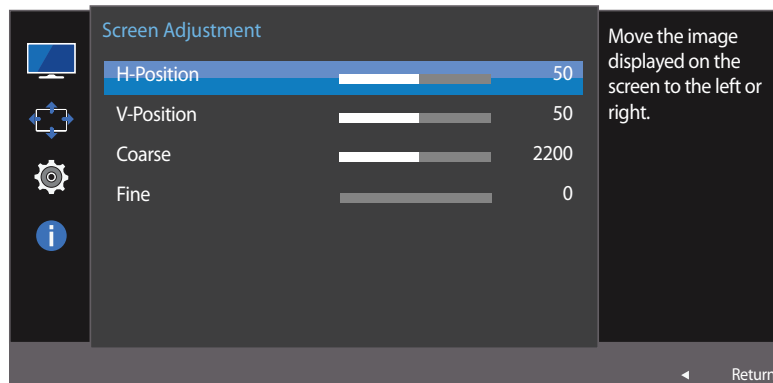 Screen Adjustment
H-Position 50
V-Position 50
Coarse 2200
Fine 0
Move the image
displayed on the
screen to the left or
right.
Return